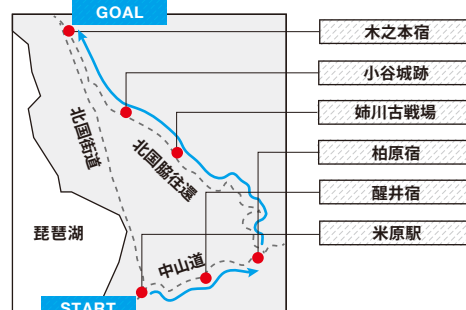 GOAL
木之本宿
小谷城跡
姉川古戦場
柏原宿
醒井宿
米原駅
北国街道
北国脇往還
琵琶湖
中山道
START